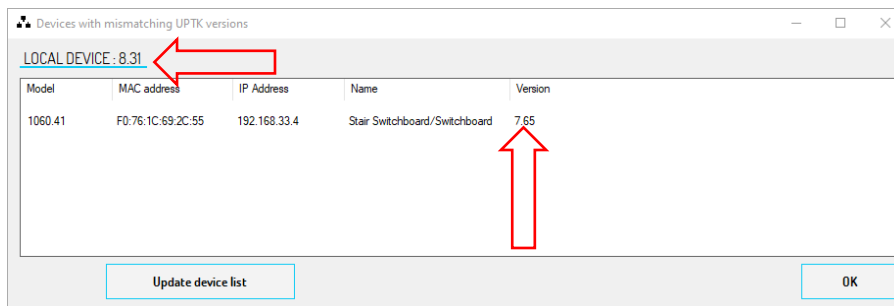 Devices with mismatching UPTK versions
LOCAL DEVICE : 8.31
Model MAC address IP Address Name Version
1060.41 F0:76:1C:69:2C:55 192.168.33.4 Stair Switchboard/Switchboard 7.65
Update device list OK